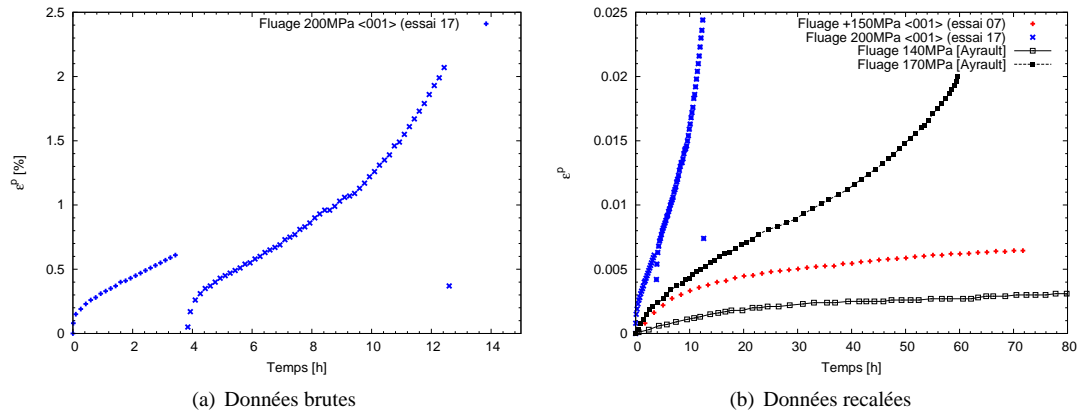 Fluage 200MPa <001> (essai 17)
2.5
2
1.5
1
0.5
0
0
2
4
6
8
10
12
14
εᵖ [%]
Temps [h]
(a) Données brutes
Fluage +150MPa <001> (essai 07)
Fluage 200MPa <001> (essai 17)
Fluage 140MPa [Ayrault]
Fluage 170MPa [Ayrault]
0.025
0.02
0.015
0.01
0.005
0
0
10
20
30
40
50
60
70
80
εᵖ
Temps [h]
(b) Données recalées